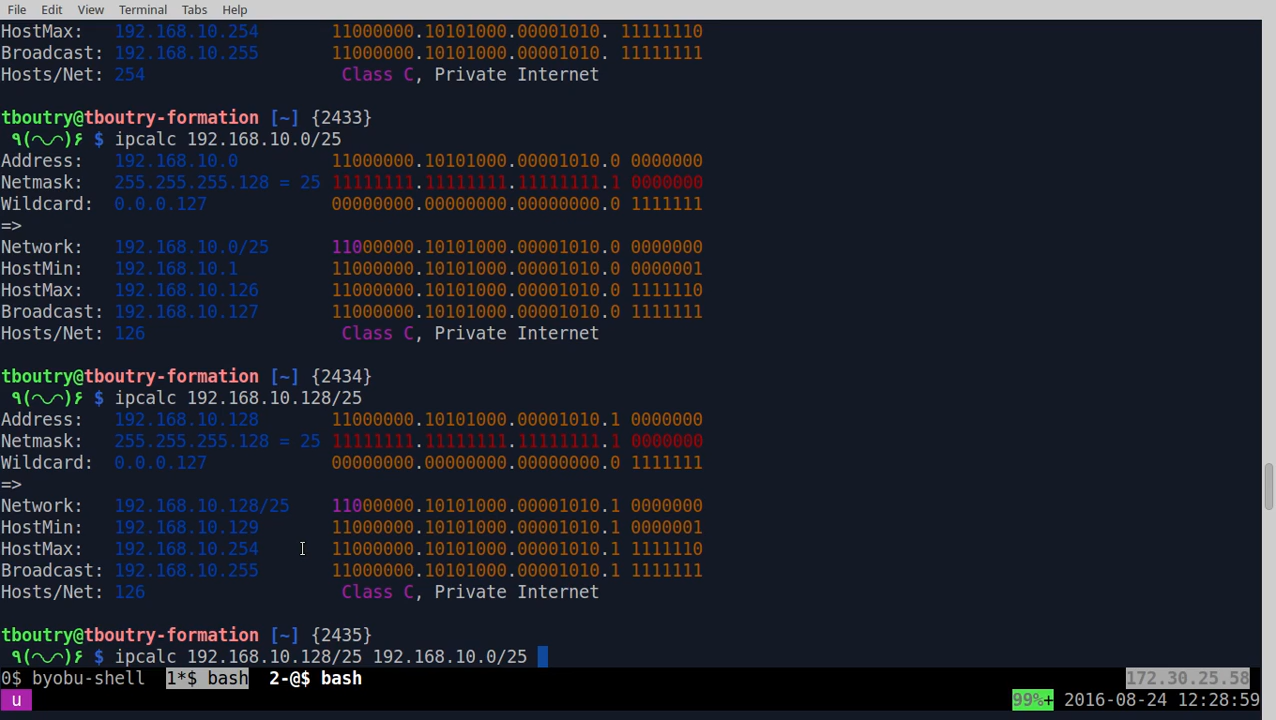 File Edit View Terminal Tabs Help
HostMax: 192.168.10.254 11000000.10101000.00001010. 11111110
Broadcast: 192.168.10.255 11000000.10101000.00001010. 11111111
Hosts/Net: 254 Class C, Private Internet
tboutry@tboutry-formation [~] {2433}
٩(⌒‿⌒)۶ $ ipcalc 192.168.10.0/25
Address: 192.168.10.0 11000000.10101000.00001010.0 0000000
Netmask: 255.255.255.128 = 25 11111111.11111111.11111111.1 0000000
Wildcard: 0.0.0.127 00000000.00000000.00000000.0 1111111
=>
Network: 192.168.10.0/25 11000000.10101000.00001010.0 0000000
HostMin: 192.168.10.1 11000000.10101000.00001010.0 0000001
HostMax: 192.168.10.126 11000000.10101000.00001010.0 1111110
Broadcast: 192.168.10.127 11000000.10101000.00001010.0 1111111
Hosts/Net: 126 Class C, Private Internet
tboutry@tboutry-formation [~] {2434}
٩(⌒‿⌒)۶ $ ipcalc 192.168.10.128/25
Address: 192.168.10.128 11000000.10101000.00001010.1 0000000
Netmask: 255.255.255.128 = 25 11111111.11111111.11111111.1 0000000
Wildcard: 0.0.0.127 00000000.00000000.00000000.0 1111111
=>
Network: 192.168.10.128/25 11000000.10101000.00001010.1 0000000
HostMin: 192.168.10.129 11000000.10101000.00001010.1 0000001
HostMax: 192.168.10.254 11000000.10101000.00001010.1 1111110
Broadcast: 192.168.10.255 11000000.10101000.00001010.1 1111111
Hosts/Net: 126 Class C, Private Internet
tboutry@tboutry-formation [~] {2435}
٩(⌒‿⌒)۶ $ ipcalc 192.168.10.128/25 192.168.10.0/25
0$ byobu-shell 1*$ bash 2-@$ bash 172.30.25.58
u 99%+ 2016-08-24 12:28:59